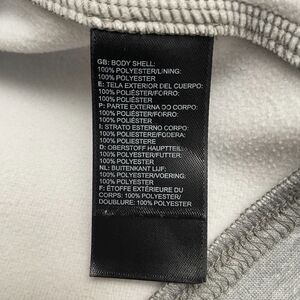 GB: BODY SHELL:
100% POLYESTER/LINING:
100% POLYESTER
E: TELA EXTERIOR DEL CUERPO:
100% POLIÉSTER/FORRO:
100% POLIÉSTER
P: PARTE EXTERNA DO CORPO:
100% POLIÉSTER/FORRO:
100% POLIÉSTER
I: STRATO ESTERNO CORPO:
100% POLIESTERE/FODERA:
100% POLIESTERE
D: OBERSTOFF HAUPTTEIL:
100% POLYESTER/FUTTER:
100% POLYESTER
NL: BUITENKANT LIJF:
100% POLYESTER/VOERING:
100% POLYESTER
F: ÉTOFFE EXTÉRIEURE DU
CORPS: 100% POLYESTER/
DOUBLURE: 100% POLYESTER